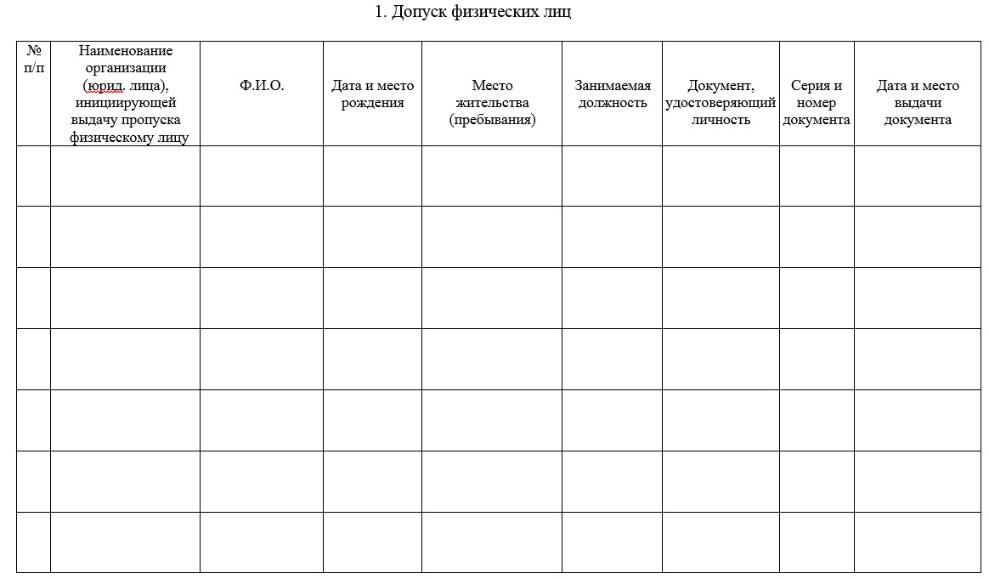 1. Допуск физических лиц
№
п/п
Наименование
организации
(юрид. лица),
инициирующей
выдачу пропуска
физическому лицу
Ф.И.О.
Дата и место
рождения
Место
жительства
(пребывания)
Занимаемая
должность
Документ,
удостоверяющий
личность
Серия и
номер
документа
Дата и место
выдачи
документа